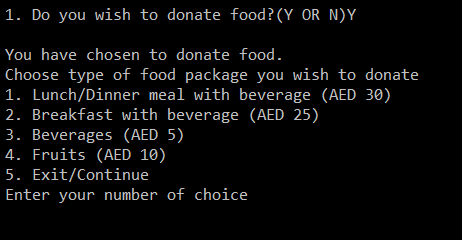 1. Do you wish to donate food?(Y OR N)Y
You have chosen to donate food.
Choose type of food package you wish to donate
1. Lunch/Dinner meal with beverage (AED 30)
2. Breakfast with beverage (AED 25)
3. Beverages (AED 5)
4. Fruits (AED 10)
5. Exit/Continue
Enter your number of choice